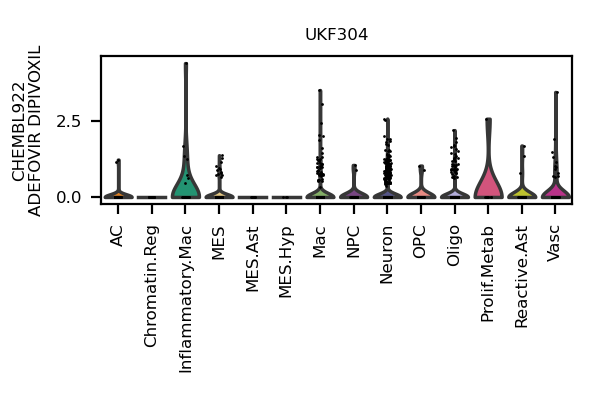 UKF304
CHEMBL922
ADEFOVIR DIPIVOXIL
2.5
0.0
AC
Chromatin.Reg
Inflammatory.Mac
MES
MES.Ast
MES.Hyp
Mac
NPC
Neuron
OPC
Oligo
Prolif.Metab
Reactive.Ast
Vasc